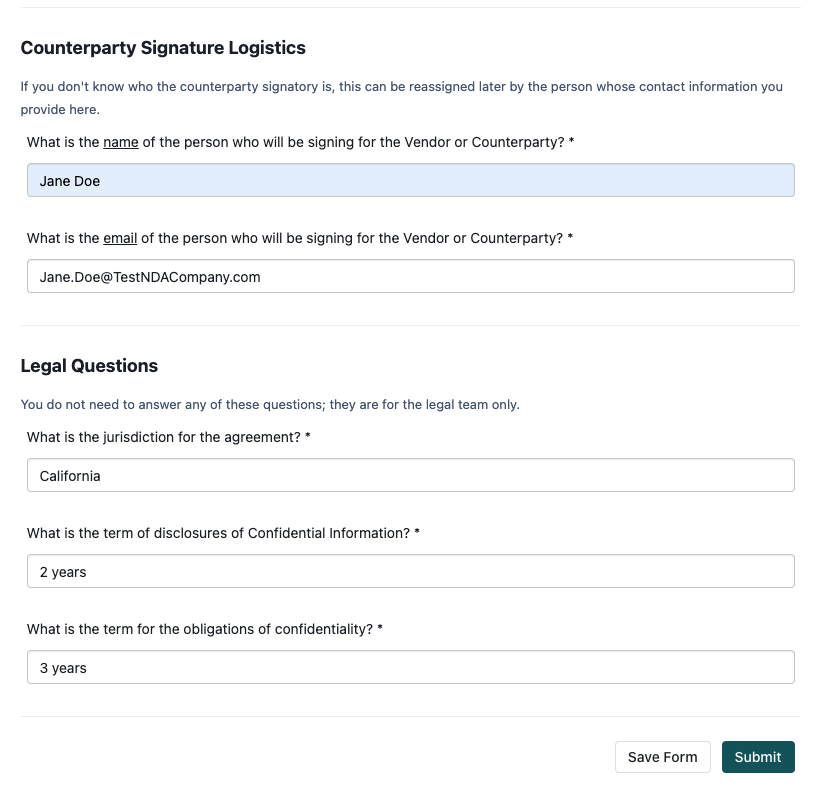 Counterparty Signature Logistics
If you don't know who the counterparty signatory is, this can be reassigned later by the person whose contact information you
provide here.
What is the name of the person who will be signing for the Vendor or Counterparty? *
Jane Doe
What is the email of the person who will be signing for the Vendor or Counterparty? *
Jane.Doe@TestNDACompany.com
Legal Questions
You do not need to answer any of these questions; they are for the legal team only.
What is the jurisdiction for the agreement? *
California
What is the term of disclosures of Confidential Information? *
2 years
What is the term for the obligations of confidentiality? *
3 years
Save Form Submit